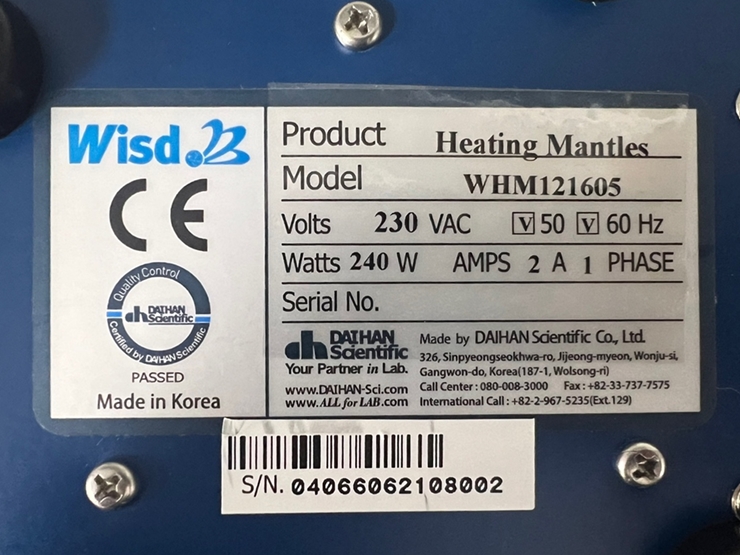 Wisd
CE
Quality Control
dh DAIHAN Scientific
Certified by DAIHAN Scientific
PASSED
Made in Korea
Product Heating Mantles
Model WHM121605
Volts 230 VAC V 50 V 60 Hz
Watts 240 W AMPS 2 A 1 PHASE
Serial No.
dh DAIHAN Scientific
Your Partner in Lab.
www.DAIHAN-Sci.com
www.ALL for LAB.com
Made by DAIHAN Scientific Co., Ltd.
326, Sinpyeongseokhwa-ro, Jijeong-myeon, Wonju-si,
Gangwon-do, Korea(187-1, Wolsong-ri)
Call Center : 080-008-3000 Fax : +82-33-737-7575
International Call : +82-2-967-5235(Ext.129)
S/N. 04066062108002